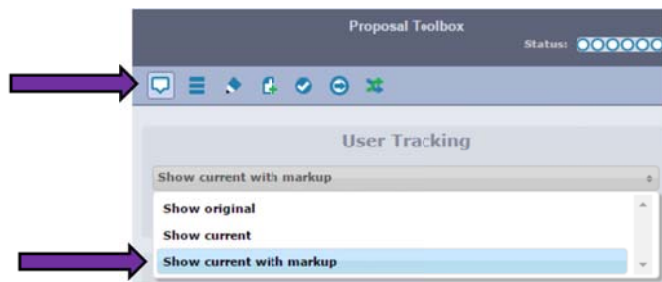 Proposal Toolbox
Status:
User Tracking
Show current with markup
Show original
Show current
Show current with markup